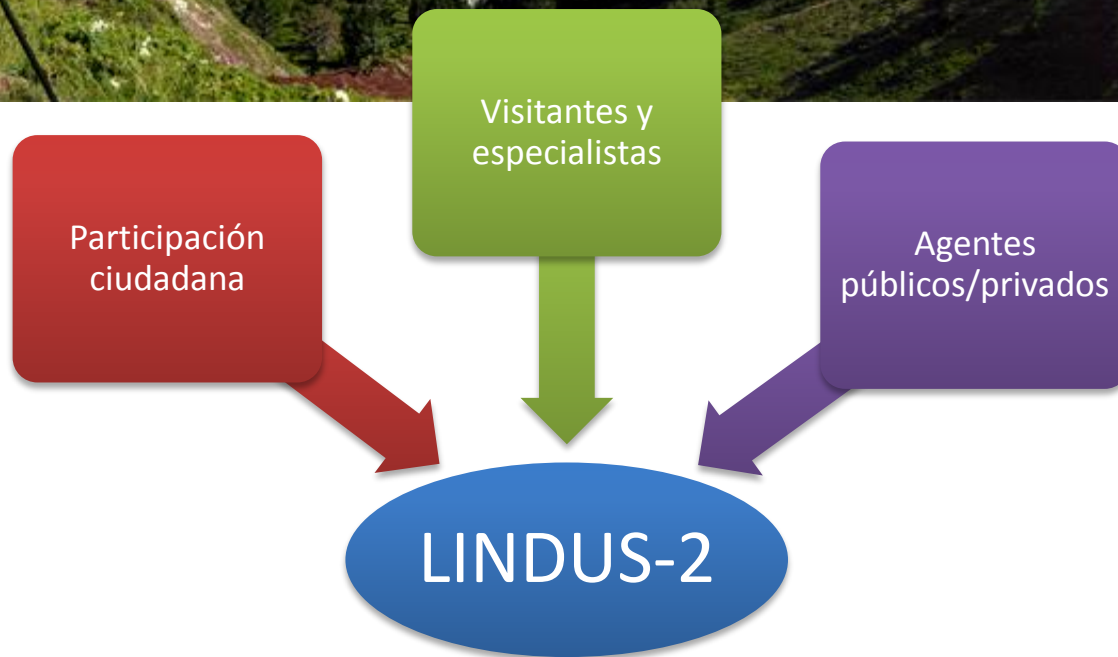 Visitantes y
especialistas
Participación
ciudadana
Agentes
públicos/privados
LINDUS-2